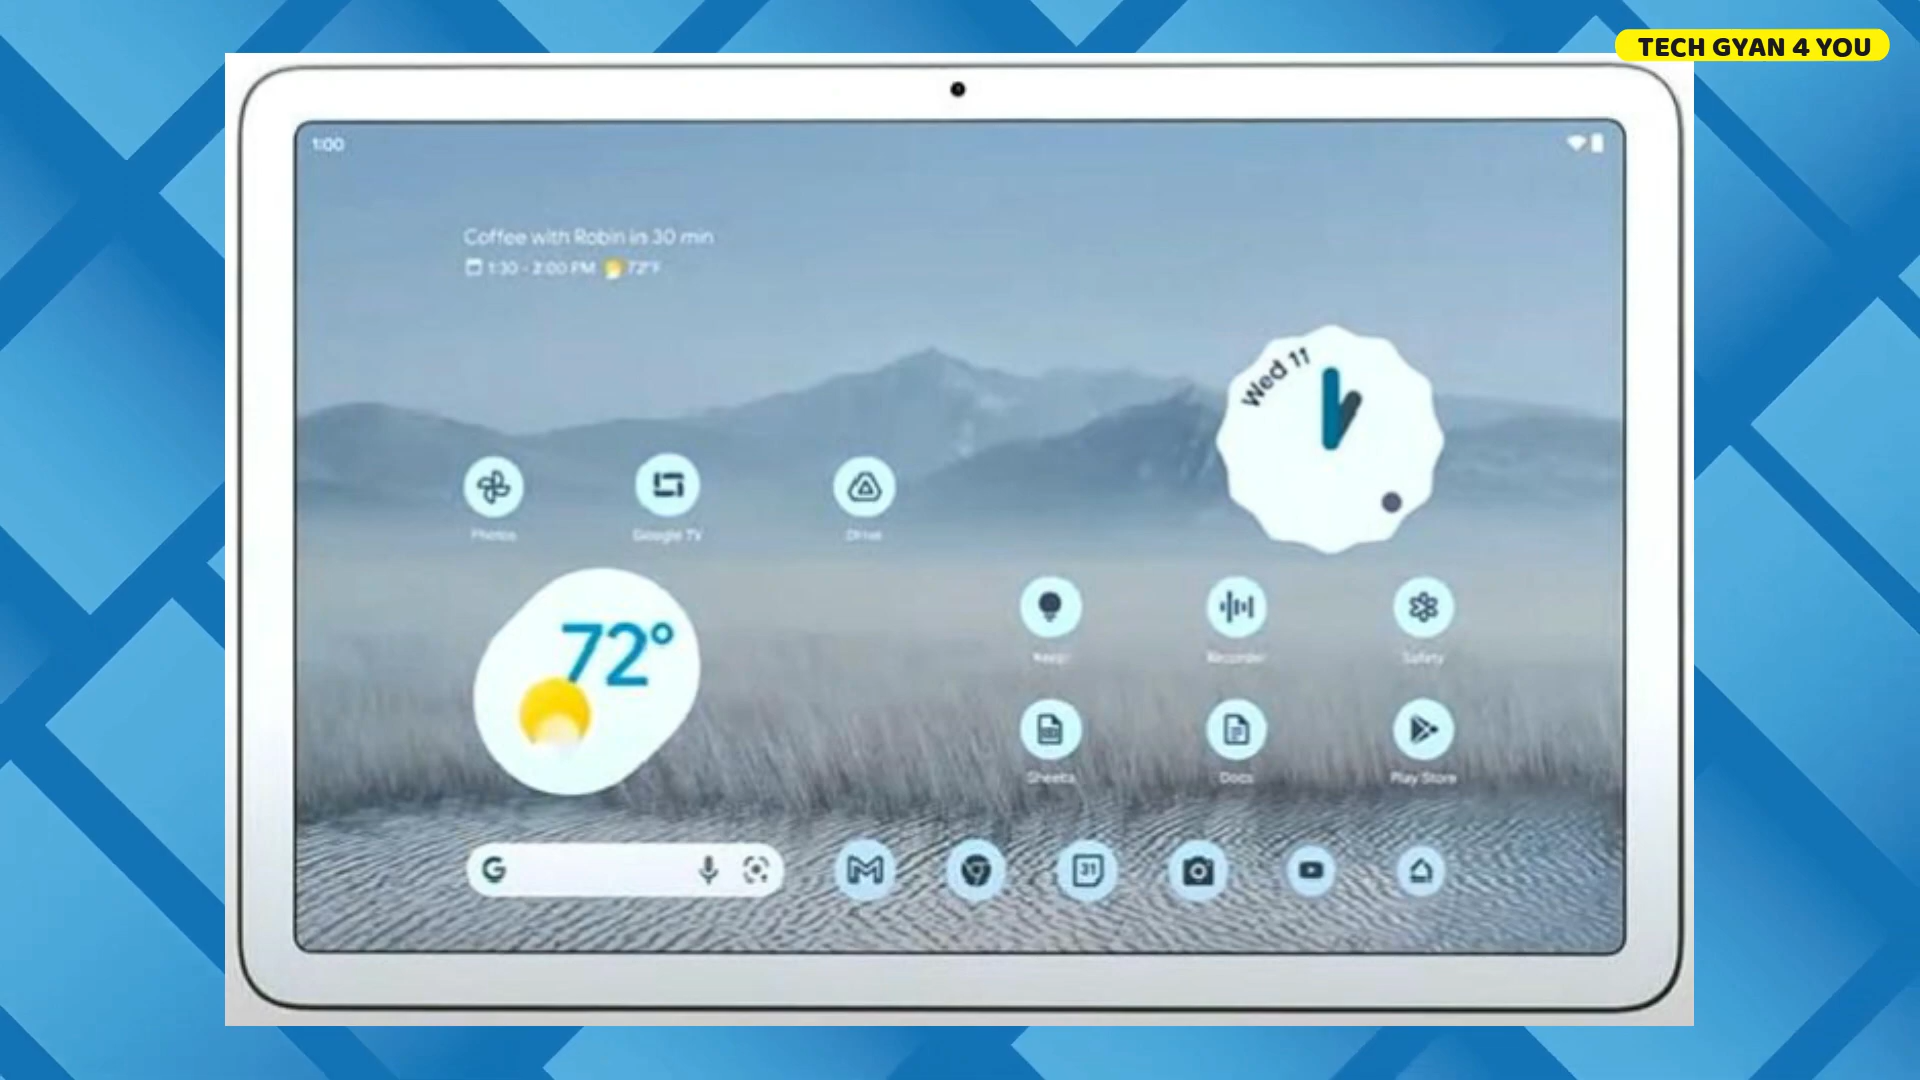 TECH GYAN 4 YOU
1:00
Coffee with Robin in 30 min
1:30 - 2:00 PM 72°F
Wed 11
Photos
Google TV
Drive
72°
Keep
Recorder
Safety
Sheets
Docs
Play Store
G
31